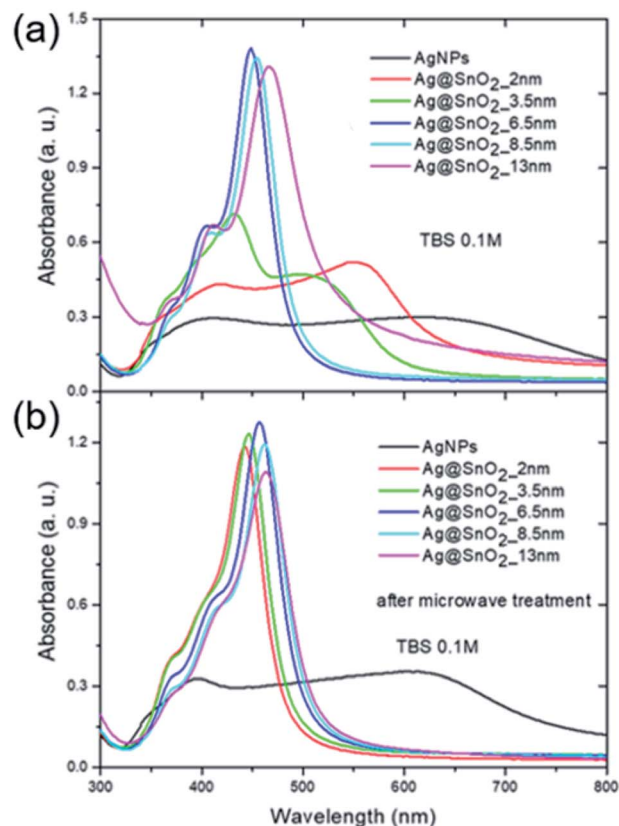 (a)
1.5
1.2
0.9
0.6
0.3
0.0
Absorbance (a. u.)
AgNPs
Ag@SnO2_2nm
Ag@SnO2_3.5nm
Ag@SnO2_6.5nm
Ag@SnO2_8.5nm
Ag@SnO2_13nm
TBS 0.1M
(b)
1.2
0.9
0.6
0.3
0.0
Absorbance (a. u.)
AgNPs
Ag@SnO2_2nm
Ag@SnO2_3.5nm
Ag@SnO2_6.5nm
Ag@SnO2_8.5nm
Ag@SnO2_13nm
after microwave treatment
TBS 0.1M
300 400 500 600 700 800
Wavelength (nm)